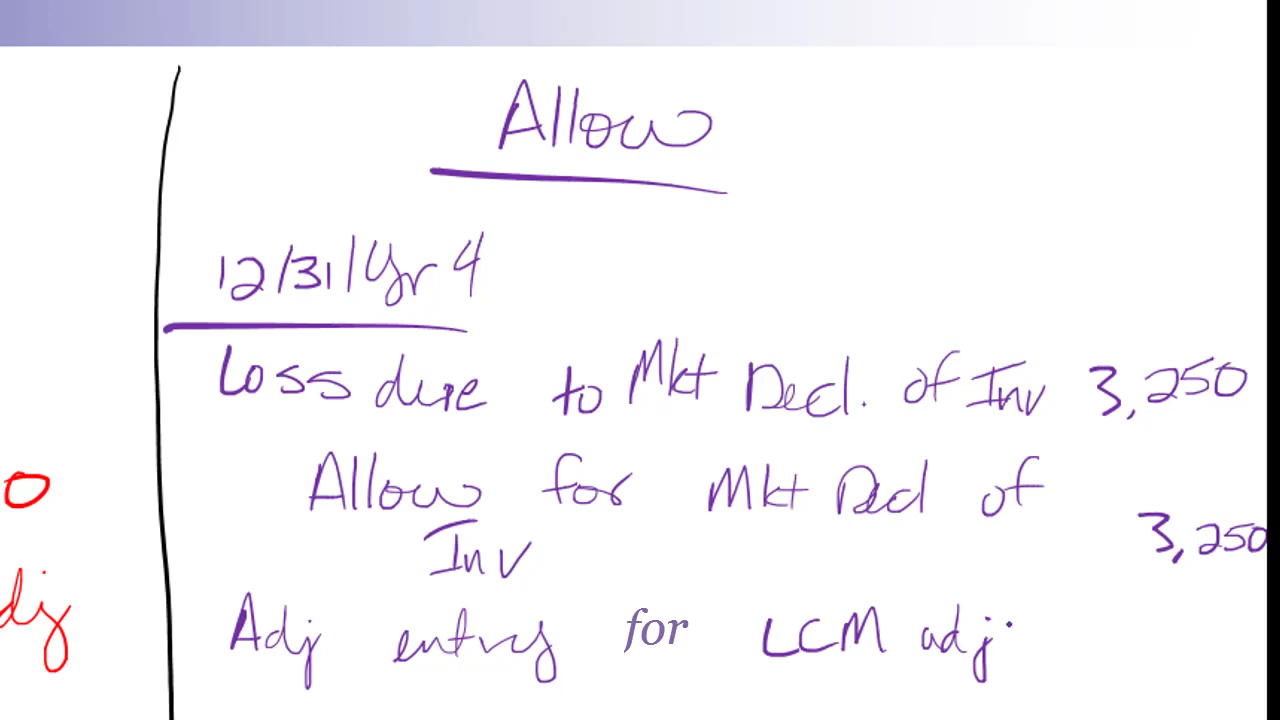 Allow
12/31/Yr 4
Loss due to Mkt Decl. of Inv 3,250
Allow for Mkt Decl of
Inv 3,250
Adj entry for LCM adj.
o
dj